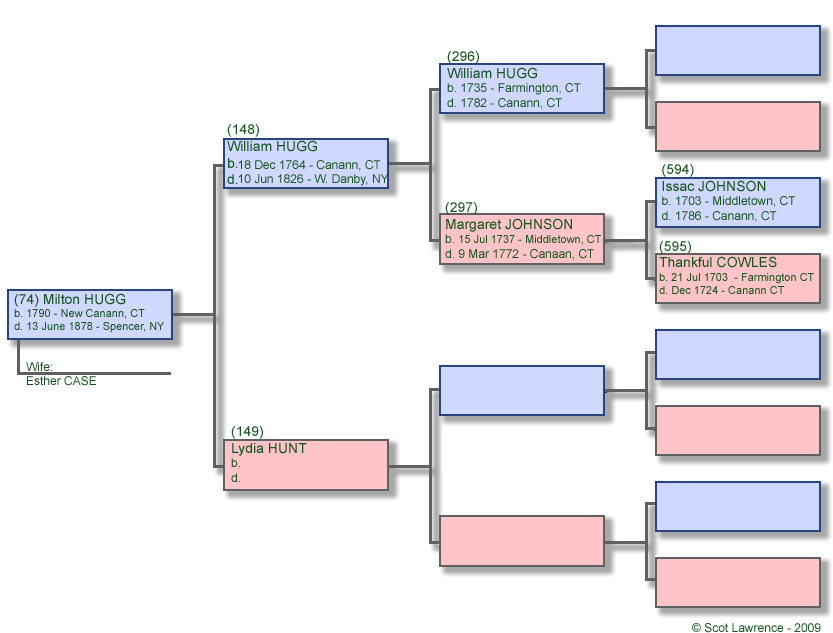 (296)
William HUGG
b. 1735 - Farmington, CT
d. 1782 - Canann, CT
(148)
William HUGG
b.18 Dec 1764 - Canann, CT
d.10 Jun 1826 - W. Danby, NY
(594)
Issac JOHNSON
b. 1703 - Middletown, CT
d. 1786 - Canann, CT
(297)
Margaret JOHNSON
b. 15 Jul 1737 - Middletown, CT
d. 9 Mar 1772 - Canaan, CT
(595)
Thankful COWLES
b. 21 Jul 1703 - Farmington CT
d. Dec 1724 - Canann CT
(74) Milton HUGG
b. 1790 - New Canann, CT
d. 13 June 1878 - Spencer, NY
Wife:
Esther CASE
(149)
Lydia HUNT
b.
d.
© Scot Lawrence - 2009